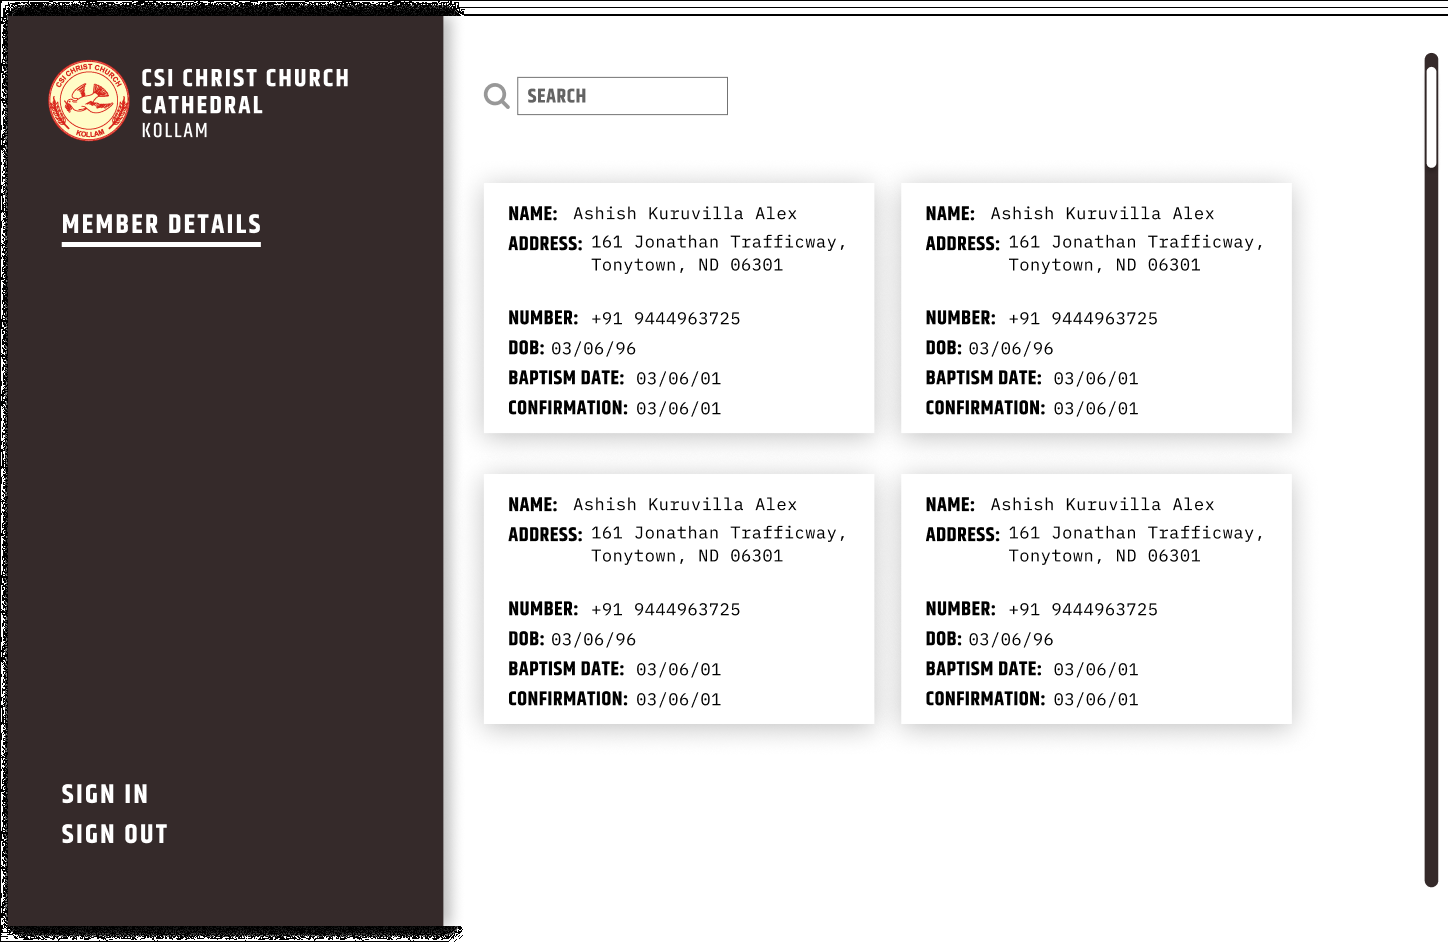 CSI CHRIST CHURCH
KOLLAM
CSI CHRIST CHURCH
CATHEDRAL
KOLLAM
MEMBER DETAILS
SIGN IN
SIGN OUT
SEARCH
NAME: Ashish Kuruvilla Alex
ADDRESS: 161 Jonathan Trafficway,
Tonytown, ND 06301
NUMBER: +91 9444963725
DOB: 03/06/96
BAPTISM DATE: 03/06/01
CONFIRMATION: 03/06/01
NAME: Ashish Kuruvilla Alex
ADDRESS: 161 Jonathan Trafficway,
Tonytown, ND 06301
NUMBER: +91 9444963725
DOB: 03/06/96
BAPTISM DATE: 03/06/01
CONFIRMATION: 03/06/01
NAME: Ashish Kuruvilla Alex
ADDRESS: 161 Jonathan Trafficway,
Tonytown, ND 06301
NUMBER: +91 9444963725
DOB: 03/06/96
BAPTISM DATE: 03/06/01
CONFIRMATION: 03/06/01
NAME: Ashish Kuruvilla Alex
ADDRESS: 161 Jonathan Trafficway,
Tonytown, ND 06301
NUMBER: +91 9444963725
DOB: 03/06/96
BAPTISM DATE: 03/06/01
CONFIRMATION: 03/06/01